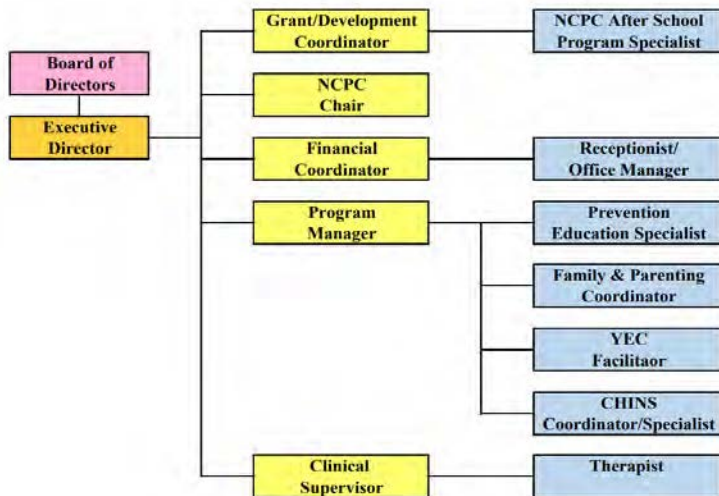 Grant/Development
Coordinator
NCPC After School
Program Specialist
Board of
Directors
NCPC
Chair
Executive
Director
Financial
Coordinator
Receptionist/
Office Manager
Program
Manager
Prevention
Education Specialist
Family & Parenting
Coordinator
YEC
Facilitaor
CHINS
Coordinator/Specialist
Clinical
Supervisor
Therapist